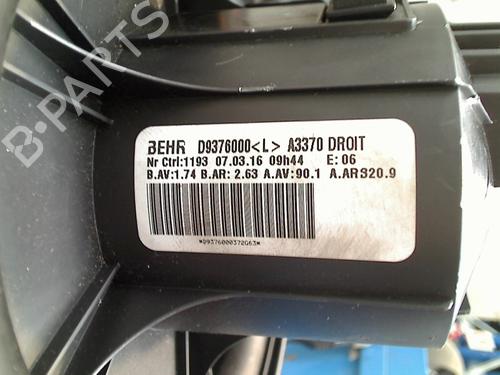 B-PARTS
BEHR D9376000<L> A3370 DROIT
Nr Ctrl:1193 07.03.16 09h44 E: 06
B.AV:1.74 B.AR: 2.63 A.AV:90.1 A.AR320.9
*D9376000372063*